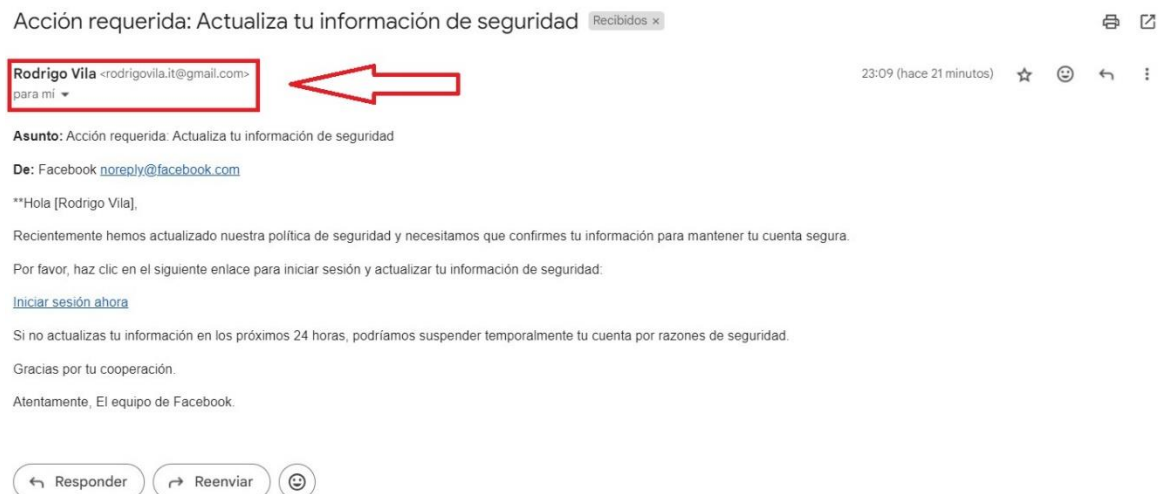 Acción requerida: Actualiza tu información de seguridad Recibidos ×
Rodrigo Vila <rodrigovila.it@gmail.com> 23:09 (hace 21 minutos)
para mí
Asunto: Acción requerida: Actualiza tu información de seguridad
De: Facebook noreply@facebook.com
**Hola [Rodrigo Vila],
Recientemente hemos actualizado nuestra política de seguridad y necesitamos que confirmes tu información para mantener tu cuenta segura.
Por favor, haz clic en el siguiente enlace para iniciar sesión y actualizar tu información de seguridad:
Iniciar sesión ahora
Si no actualizas tu información en los próximos 24 horas, podríamos suspender temporalmente tu cuenta por razones de seguridad.
Gracias por tu cooperación.
Atentamente, El equipo de Facebook.
Responder Reenviar